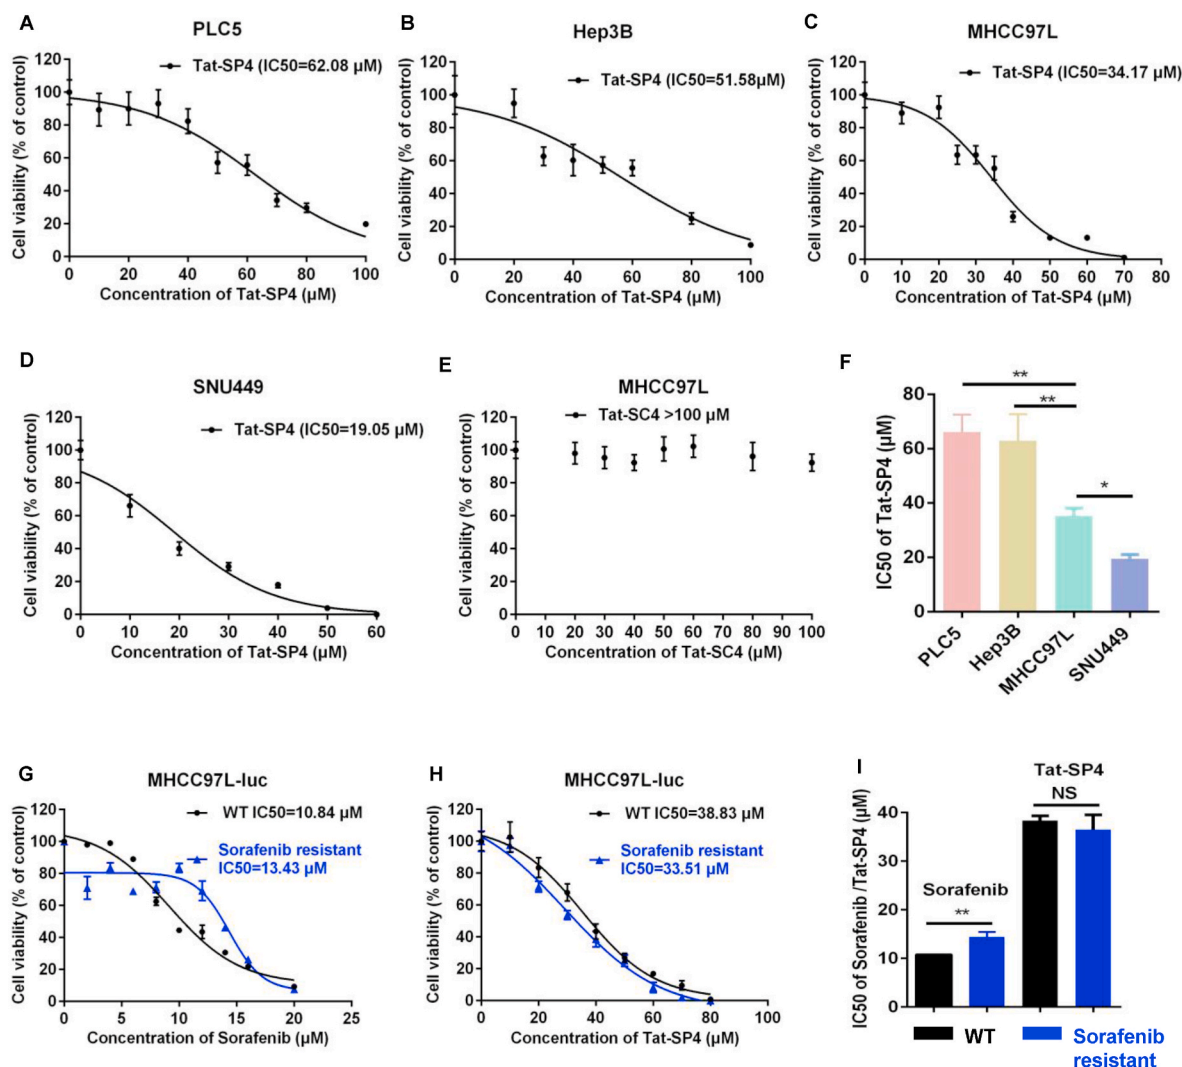 A
PLC5
Tat-SP4 (IC50=62.08 µM)
Cell viability (% of control)
120
100
80
60
40
20
0
0 20 40 60 80 100
Concentration of Tat-SP4 (µM)
B
Hep3B
Tat-SP4 (IC50=51.58µM)
Cell viability (% of control)
120
100
80
60
40
20
0
0 20 40 60 80 100
Concentration of Tat-SP4 (µM)
C
MHCC97L
Tat-SP4 (IC50=34.17 µM)
Cell viability (% of control)
120
100
80
60
40
20
0
0 10 20 30 40 50 60 70 80
Concentration of Tat-SP4 (µM)
D
SNU449
Tat-SP4 (IC50=19.05 µM)
Cell viability (% of control)
120
100
80
60
40
20
0
0 10 20 30 40 50 60
Concentration of Tat-SP4 (µM)
E
MHCC97L
Tat-SC4 >100 µM
Cell viability (% of control)
120
100
80
60
40
20
0
0 10 20 30 40 50 60 70 80 90 100
Concentration of Tat-SC4 (µM)
F
**
**
*
IC50 of Tat-SP4 (µM)
80
60
40
20
0
PLC5
Hep3B
MHCC97L
SNU449
G
MHCC97L-luc
WT IC50=10.84 µM
Sorafenib resistant
IC50=13.43 µM
Cell viability (% of control)
120
100
80
60
40
20
0
0 5 10 15 20 25
Concentration of Sorafenib (µM)
H
MHCC97L-luc
WT IC50=38.83 µM
Sorafenib resistant
IC50=33.51 µM
Cell viability (% of control)
120
100
80
60
40
20
0
0 20 40 60 80 100
Concentration of Tat-SP4 (µM)
I
Tat-SP4
NS
Sorafenib
**
IC50 of Sorafenib /Tat-SP4 (µM)
40
30
20
10
0
WT
Sorafenib
resistant